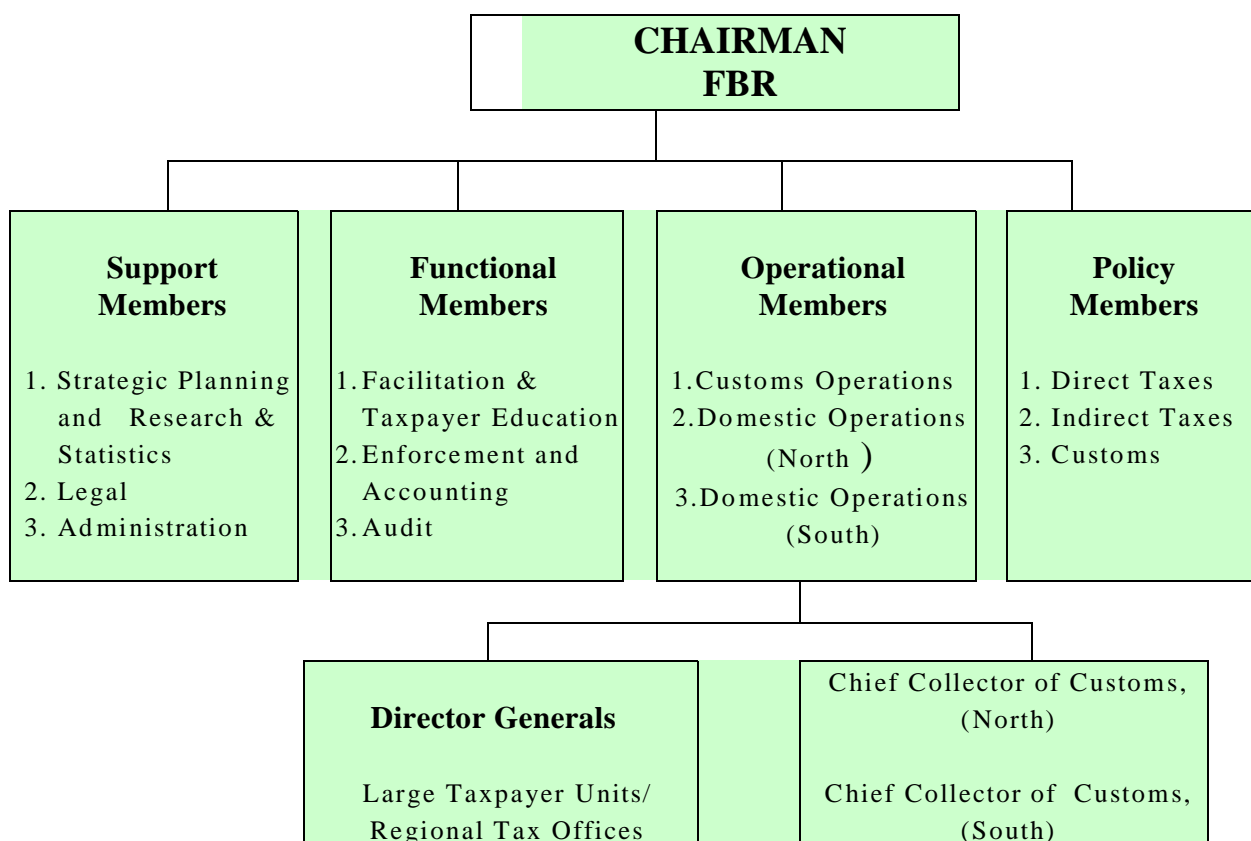 CHAIRMAN
FBR
Support
Members
1. Strategic Planning
and Research &
Statistics
2. Legal
3. Administration
Functional
Members
1. Facilitation &
Taxpayer Education
2. Enforcement and
Accounting
3. Audit
Operational
Members
1.Customs Operations
2.Domestic Operations
(North )
3.Domestic Operations
(South)
Policy
Members
1. Direct Taxes
2. Indirect Taxes
3. Customs
Director Generals
Large Taxpayer Units/
Regional Tax Offices
Chief Collector of Customs,
(North)
Chief Collector of Customs,
(South)